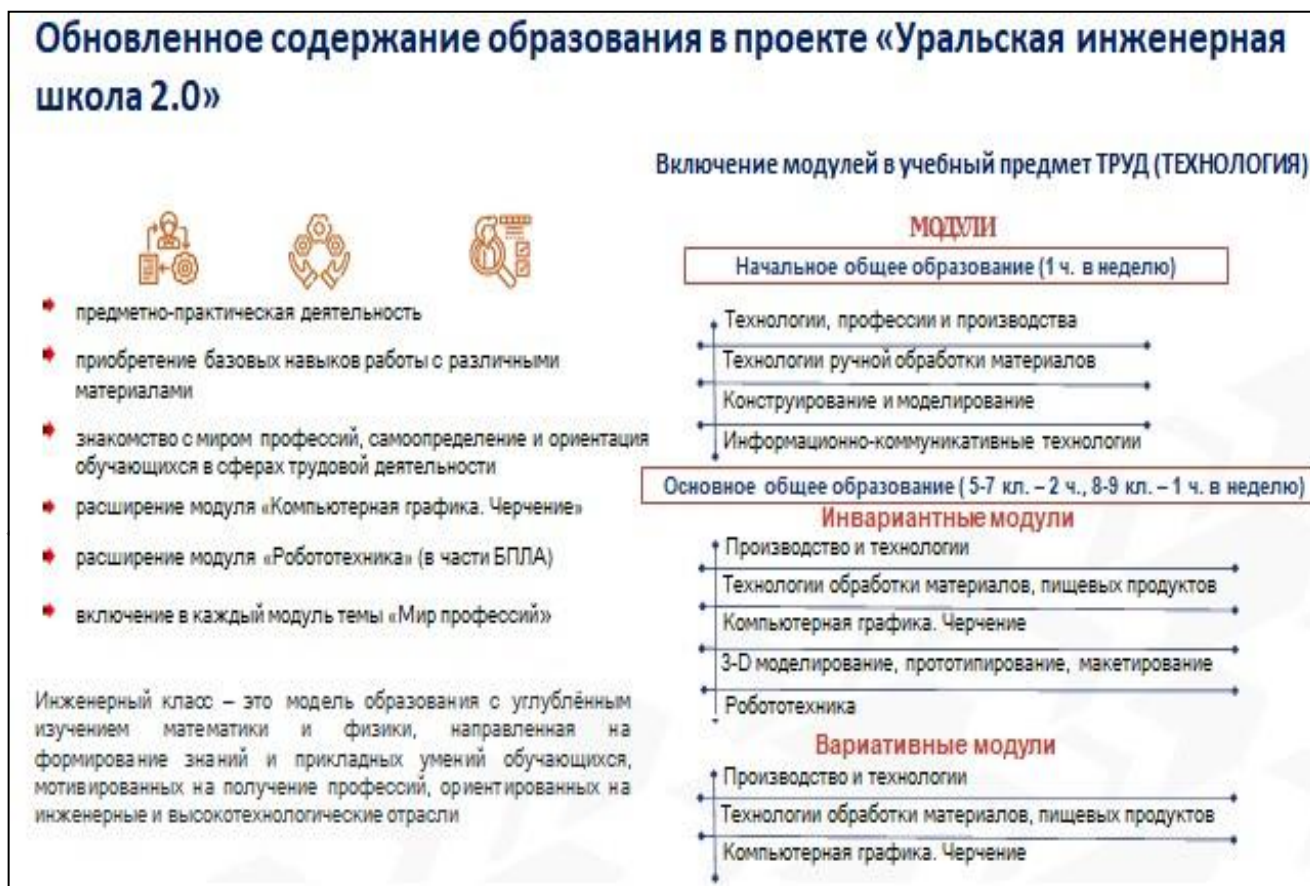 Обновленное содержание образования в проекте «Уральская инженерная
школа 2.0»
предметно-практическая деятельность
приобретение базовых навыков работы с различными
материалами
знакомство с миром профессий, самоопределение и ориентация
обучающихся в сферах трудовой деятельности
расширение модуля «Компьютерная графика. Черчение»
расширение модуля «Робототехника» (в части БПЛА)
включение в каждый модуль темы «Мир профессий»
Инженерный класс – это модель образования с углублённым
изучением математики и физики, направленная на
формирование знаний и прикладных умений обучающихся,
мотивированных на получение профессий, ориентированных на
инженерные и высокотехнологические отрасли
Включение модулей в учебный предмет ТРУД (ТЕХНОЛОГИЯ)
МОДУЛИ
Начальное общее образование (1 ч. в неделю)
Технологии, профессии и производства
Технологии ручной обработки материалов
Конструирование и моделирование
Информационно-коммуникативные технологии
Основное общее образование ( 5-7 кл. – 2 ч., 8-9 кл. – 1 ч. в неделю)
Инвариантные модули
Производство и технологии
Технологии обработки материалов, пищевых продуктов
Компьютерная графика. Черчение
3-D моделирование, прототипирование, макетирование
Робототехника
Вариативные модули
Производство и технологии
Технологии обработки материалов, пищевых продуктов
Компьютерная графика. Черчение